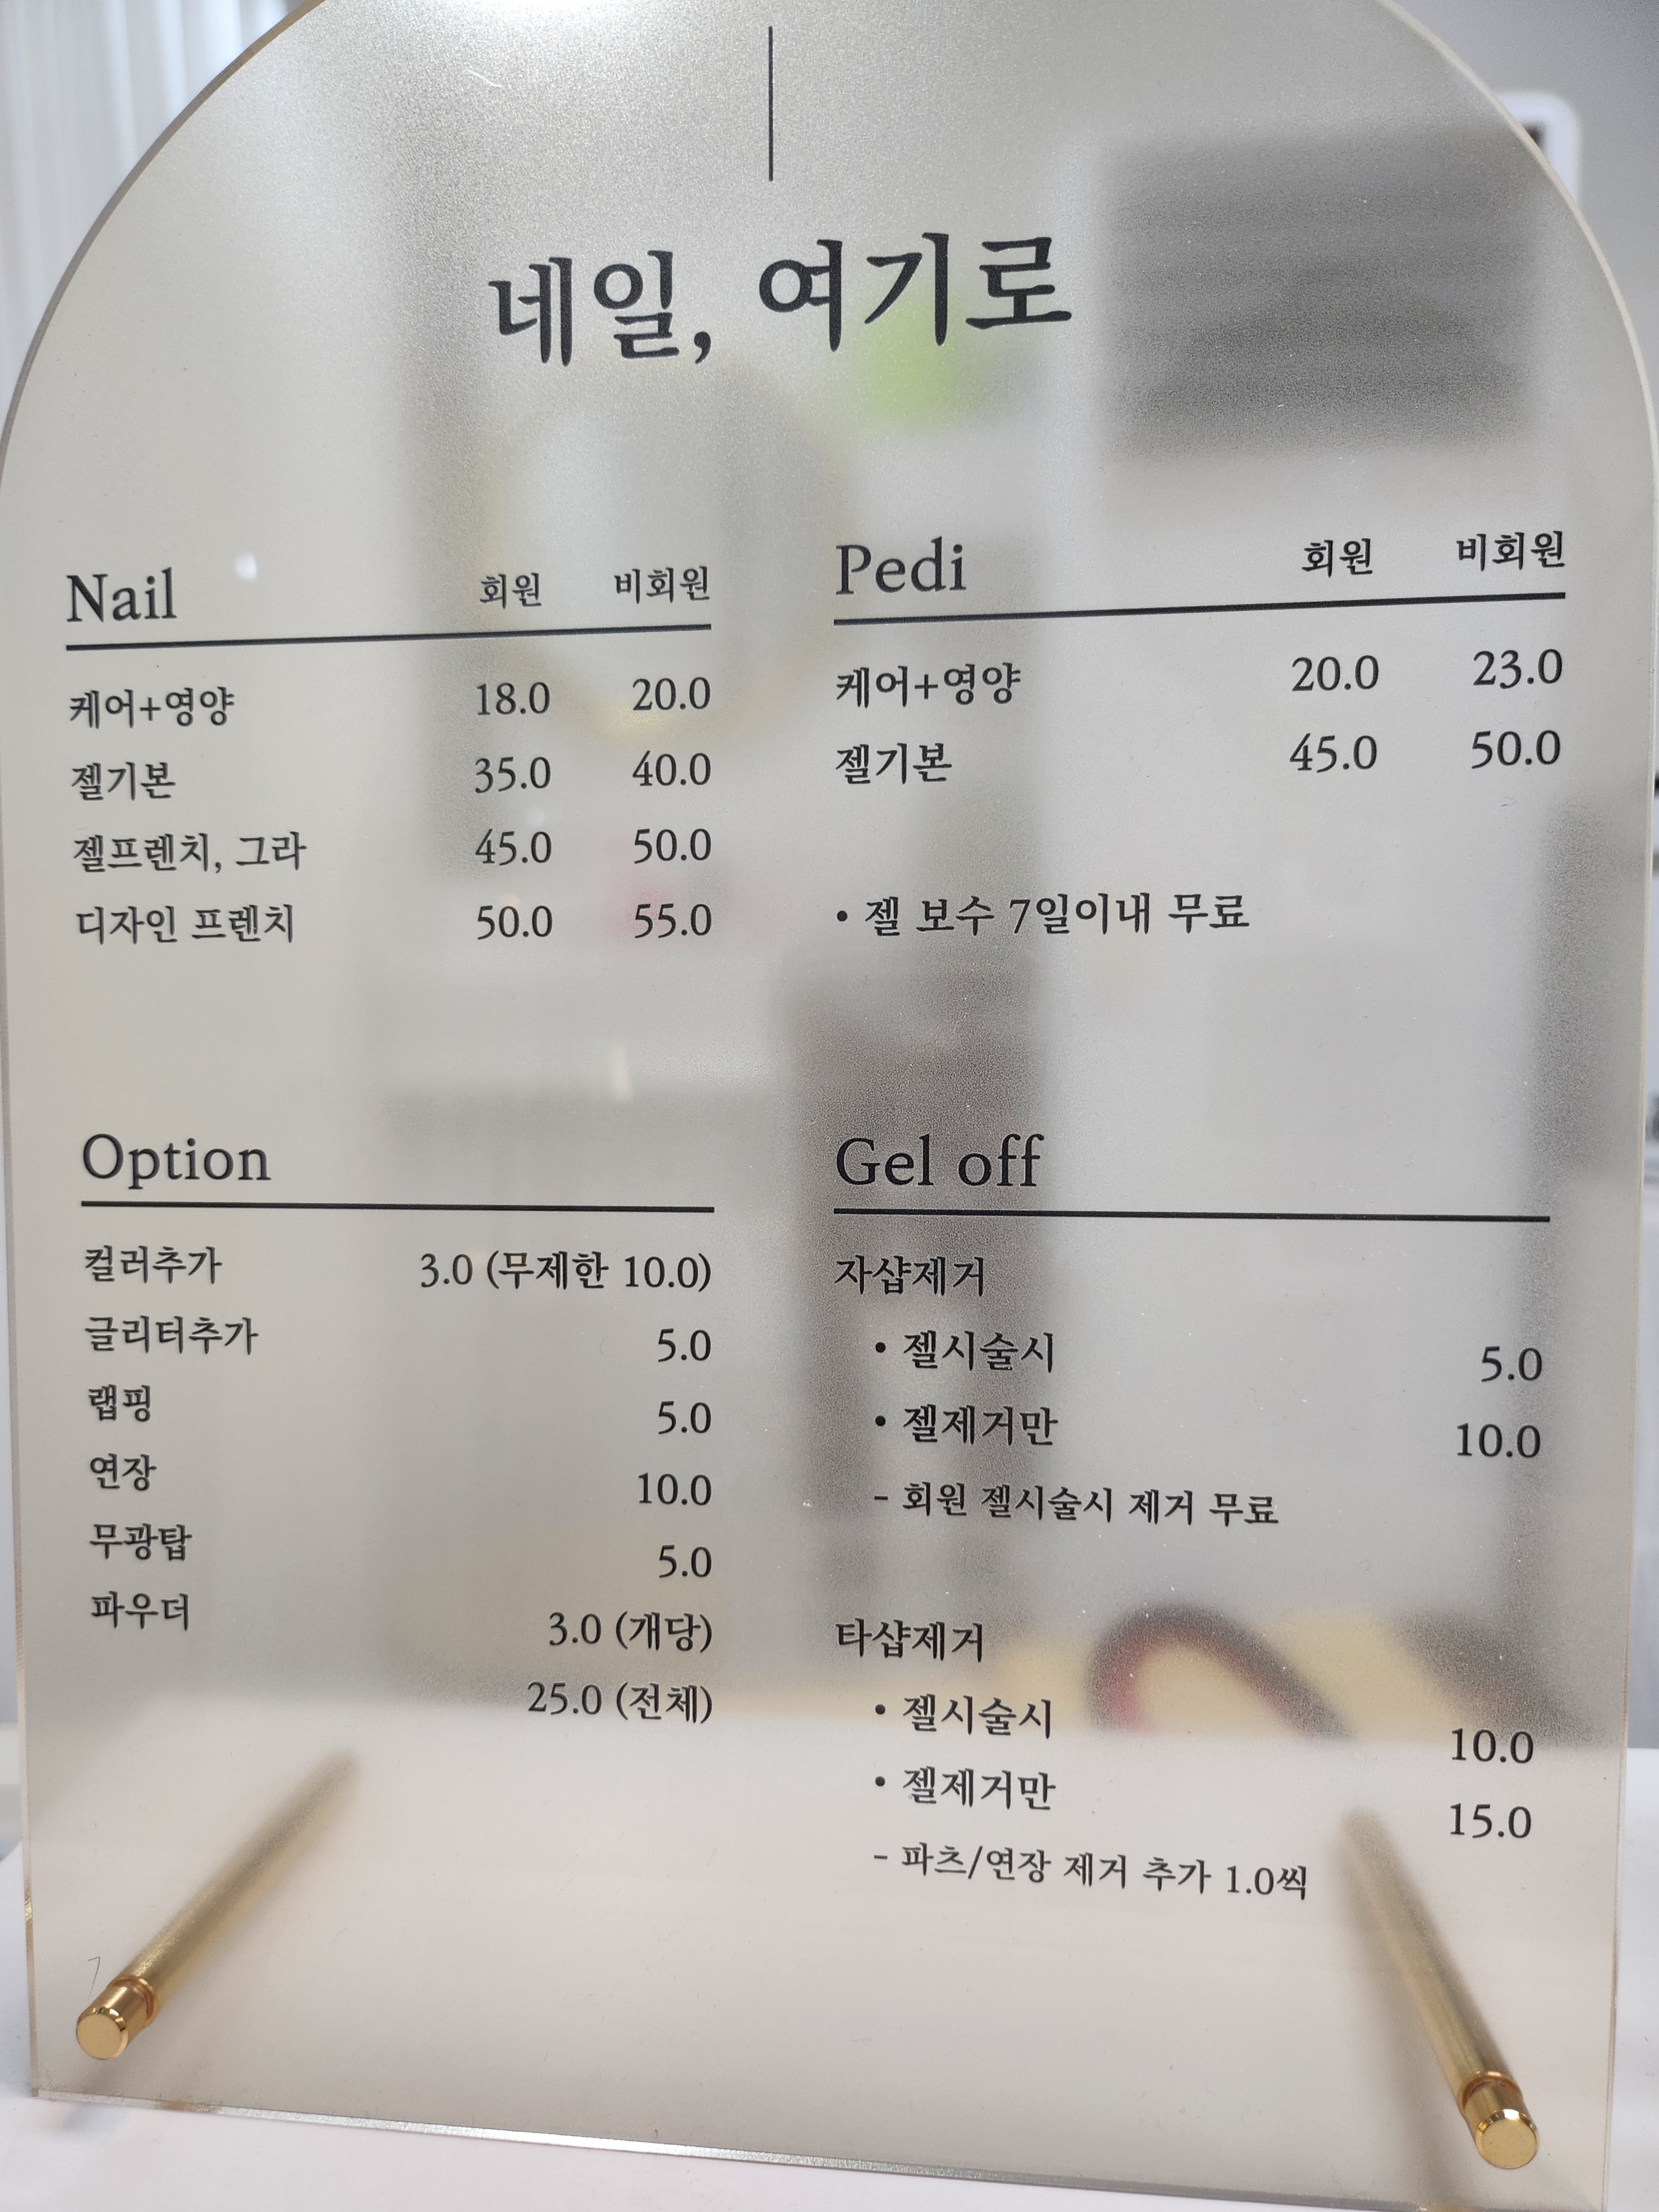 네일, 여기로
Nail 회원 비회원
케어+영양 18.0 20.0
젤기본 35.0 40.0
젤프렌치, 그라 45.0 50.0
디자인 프렌치 50.0 55.0
Pedi 회원 비회원
케어+영양 20.0 23.0
젤기본 45.0 50.0
• 젤 보수 7일이내 무료
Option
컬러추가 3.0 (무제한 10.0)
글리터추가 5.0
랩핑 5.0
연장 10.0
무광탑 5.0
파우더 3.0 (개당)
25.0 (전체)
Gel off
자샵제거
• 젤시술시 5.0
• 젤제거만 10.0
- 회원 젤시술시 제거 무료
타샵제거
• 젤시술시 10.0
• 젤제거만 15.0
- 파츠/연장 제거 추가 1.0씩